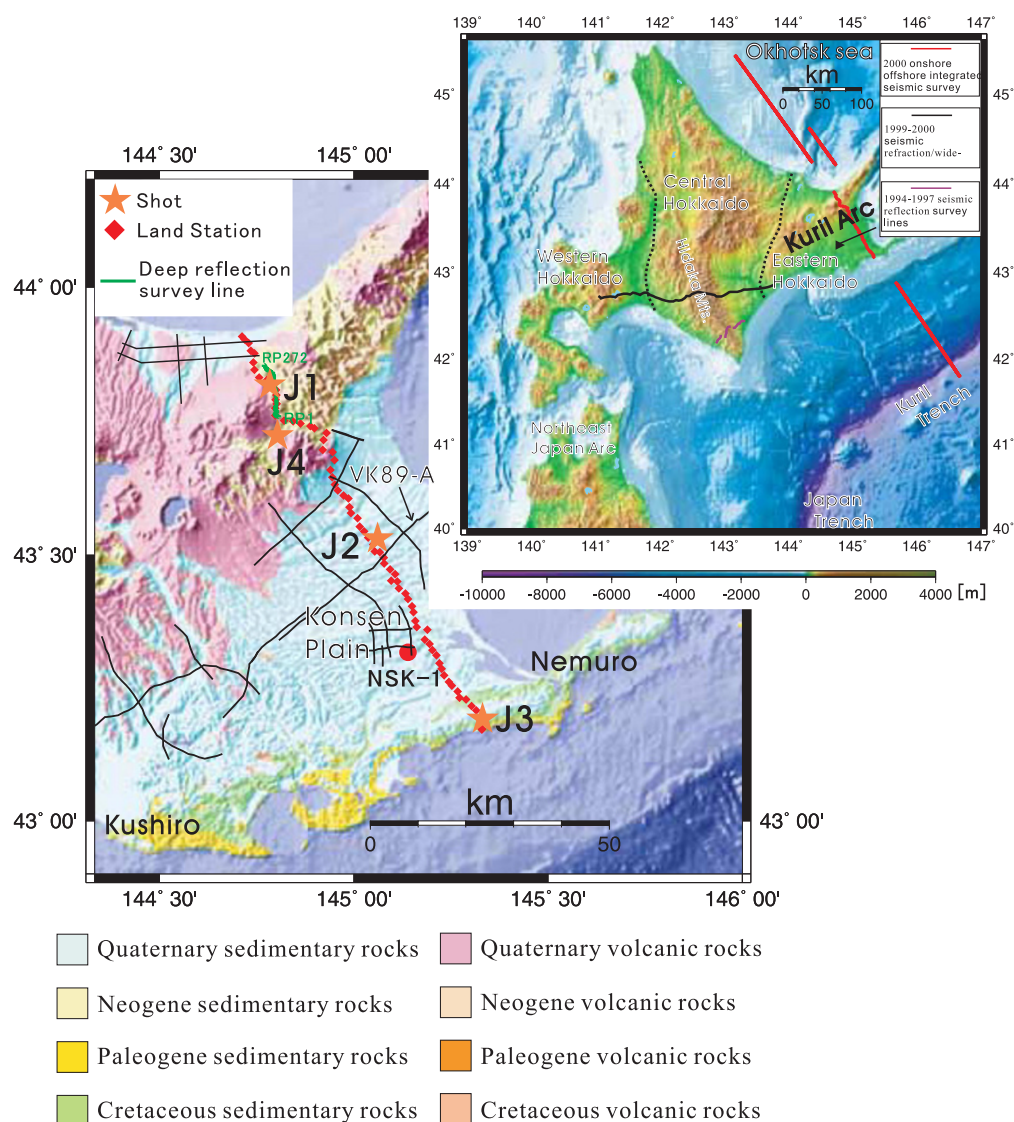 139° 140° 141° 142° 143° 144° 145° 146° 147°
Okhotsk sea
km
0 50 100
2000 onshore
offshore integrated
seismic survey
1999-2000
seismic
refraction/wide-
1994-1997 seismic
reflection survey
lines
45°
44°
43°
42°
41°
40°
45°
44°
43°
42°
41°
40°
Central
Hokkaido
Kuril Arc
Western
Hokkaido
Hidaka Mts.
Eastern
Hokkaido
Kuril
Trench
Northeast
Japan Arc
Japan
Trench
139° 140° 141° 142° 143° 144° 145° 146° 147°
-10000 -8000 -6000 -4000 -2000 0 2000 4000 [m]
144° 30' 145° 00'
Shot
Land Station
Deep reflection
survey line
44° 00'
43° 30'
43° 00'
43° 00'
RP272
J1
RP1
J4
VK89-A
J2
Konsen
Plain
NSK-1
Nemuro
J3
km
0 50
Kushiro
144° 30' 145° 00' 145° 30' 146° 00'
Quaternary sedimentary rocks
Quaternary volcanic rocks
Neogene sedimentary rocks
Neogene volcanic rocks
Paleogene sedimentary rocks
Paleogene volcanic rocks
Cretaceous sedimentary rocks
Cretaceous volcanic rocks